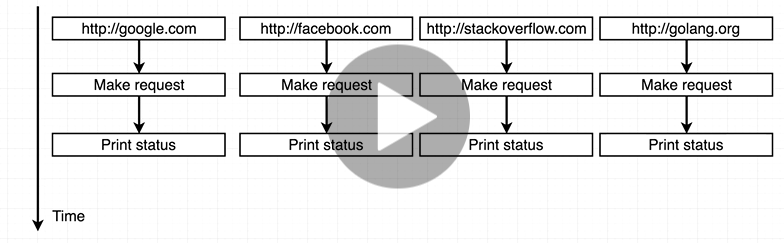 http://google.com
http://facebook.com
http://stackoverflow.com
http://golang.org
Make request
Make request
Make request
Make request
Print status
Print status
Print status
Print status
Time